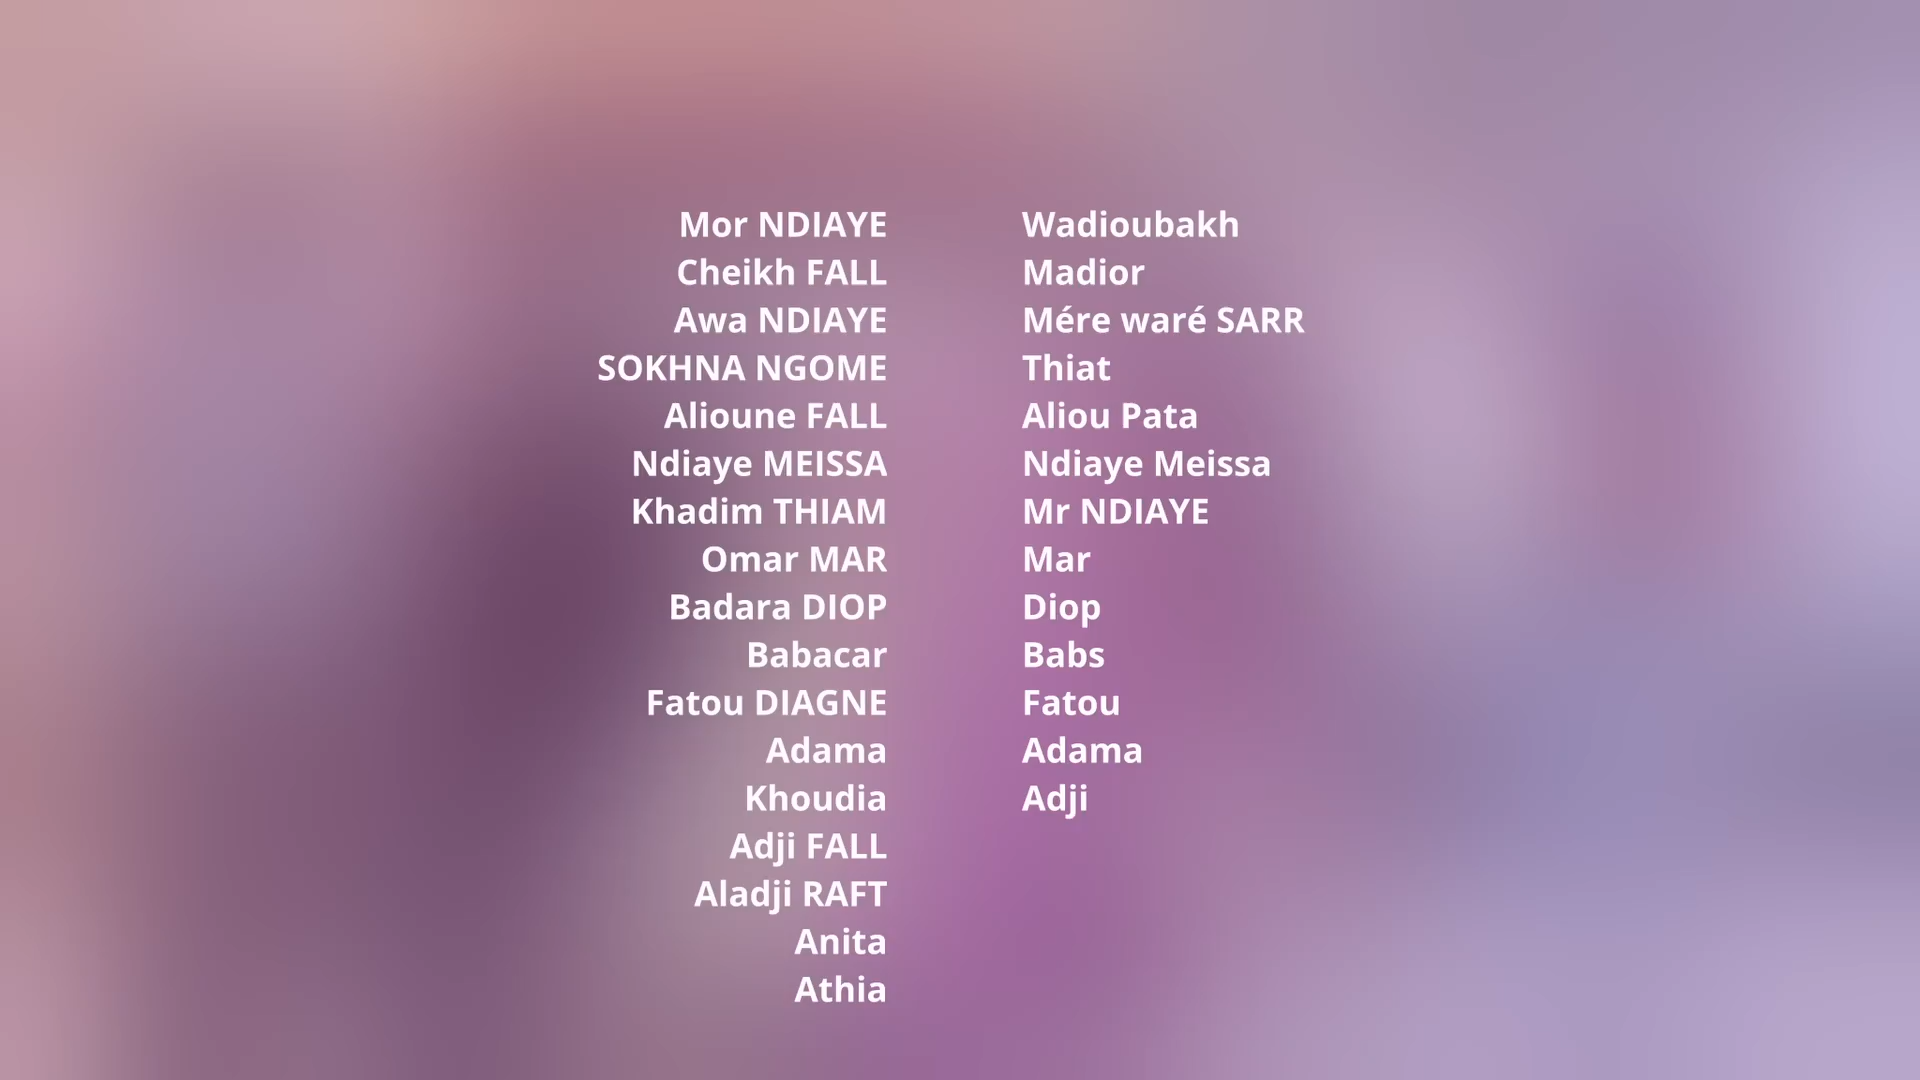 Mor NDIAYE Wadioubakh
Cheikh FALL Madior
Awa NDIAYE Mére waré SARR
SOKHNA NGOME Thiat
Alioune FALL Aliou Pata
Ndiaye MEISSA Ndiaye Meissa
Khadim THIAM Mr NDIAYE
Omar MAR Mar
Badara DIOP Diop
Babacar Babs
Fatou DIAGNE Fatou
Adama Adama
Khoudia Adji
Adji FALL
Aladji RAFT
Anita
Athia